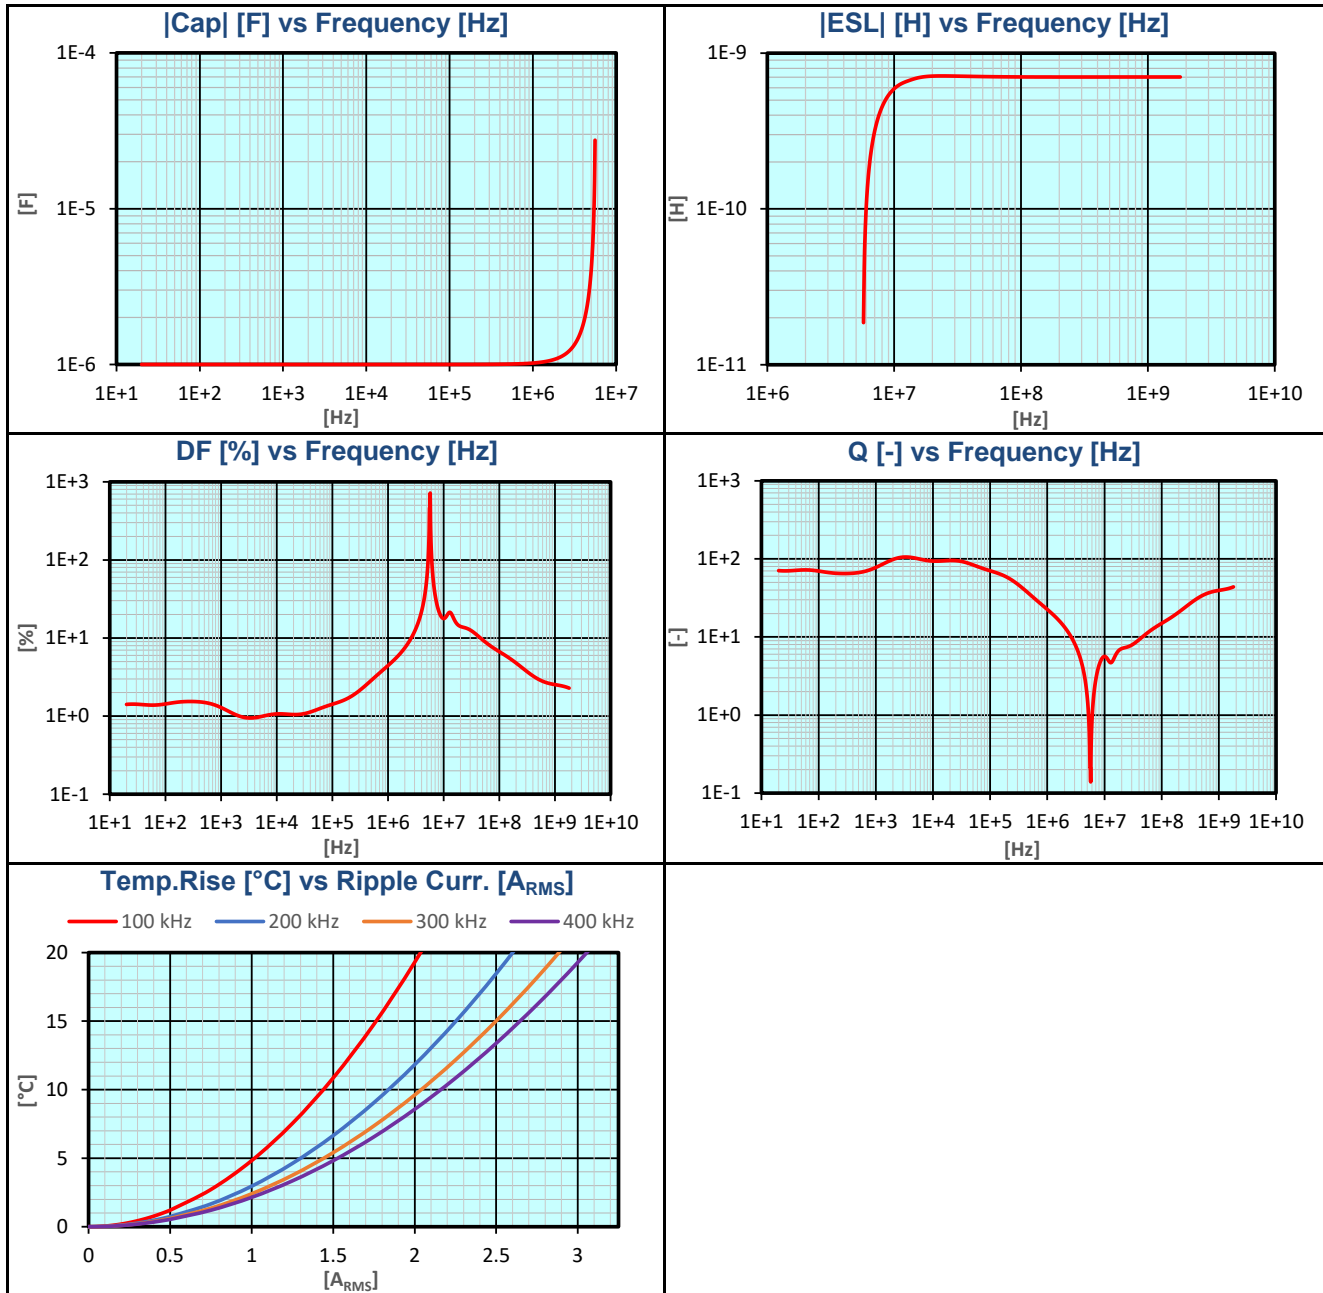 |Cap| [F] vs Frequency [Hz]
1E-4
1E-5
1E-6
[F]
1E+1 1E+2 1E+3 1E+4 1E+5 1E+6 1E+7
[Hz]
|ESL| [H] vs Frequency [Hz]
1E-9
1E-10
1E-11
[H]
1E+6 1E+7 1E+8 1E+9 1E+10
[Hz]
DF [%] vs Frequency [Hz]
1E+3
1E+2
1E+1
1E+0
1E-1
[%]
1E+1 1E+2 1E+3 1E+4 1E+5 1E+6 1E+7 1E+8 1E+9 1E+10
[Hz]
Q [-] vs Frequency [Hz]
1E+3
1E+2
1E+1
1E+0
1E-1
[-]
1E+1 1E+2 1E+3 1E+4 1E+5 1E+6 1E+7 1E+8 1E+9 1E+10
[Hz]
Temp.Rise [°C] vs Ripple Curr. [ARMS]
100 kHz 200 kHz 300 kHz 400 kHz
20
15
10
5
0
[°C]
0 0.5 1 1.5 2 2.5 3
[ARMS]